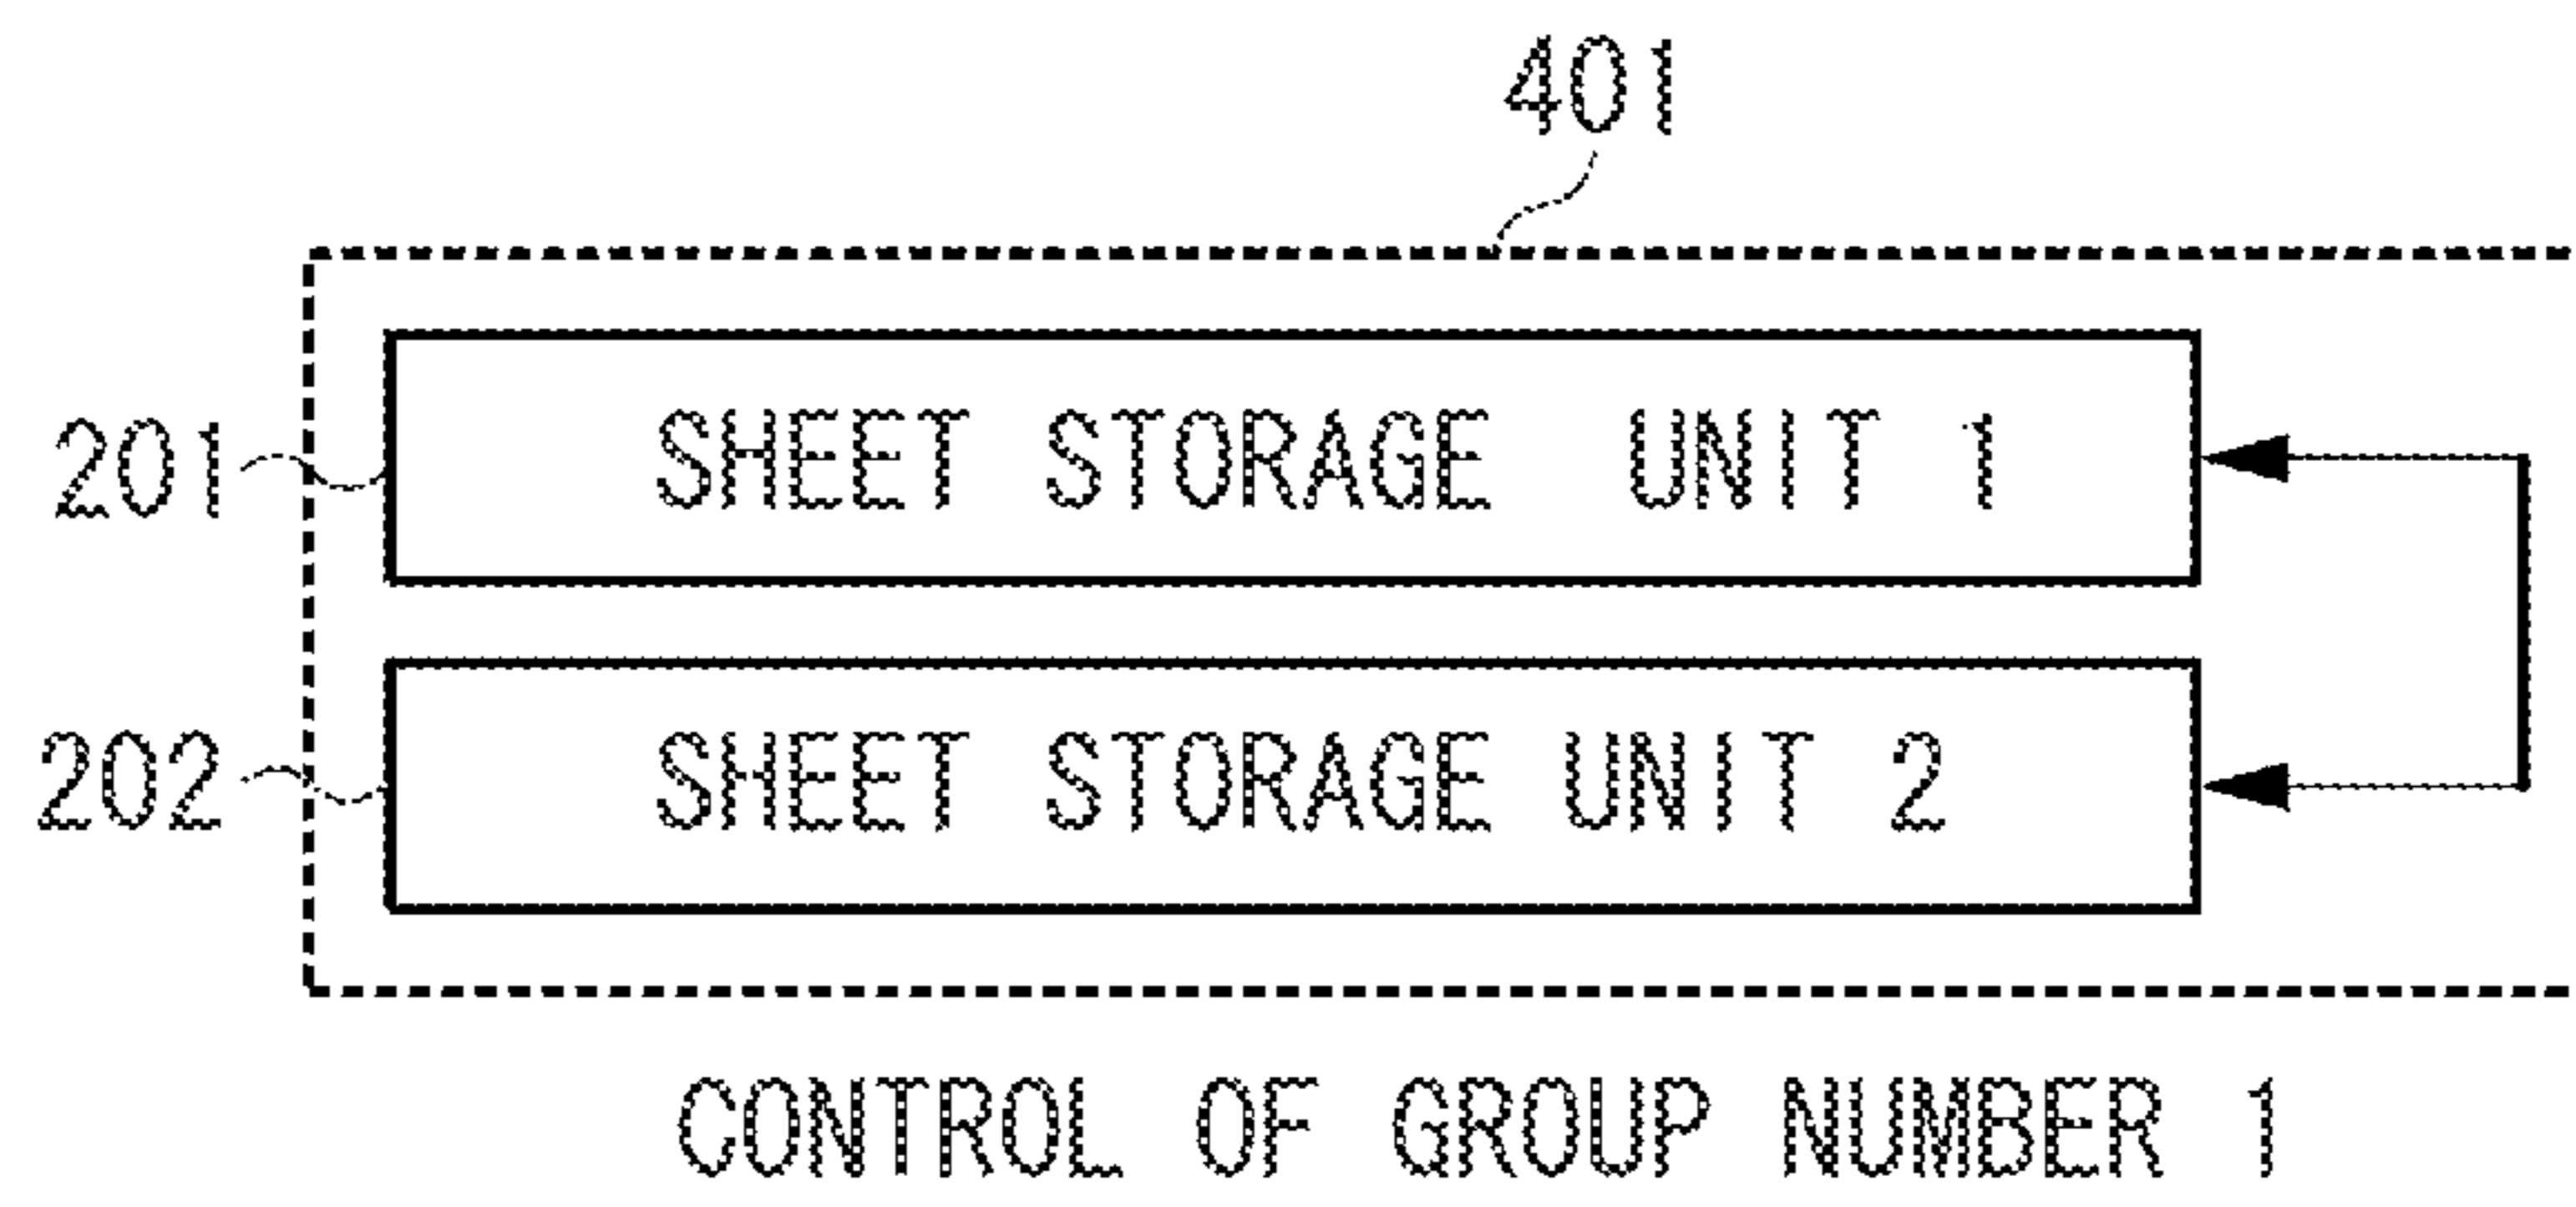 401
201
SHEET STORAGE UNIT 1
202
SHEET STORAGE UNIT 2
CONTROL OF GROUP NUMBER 1